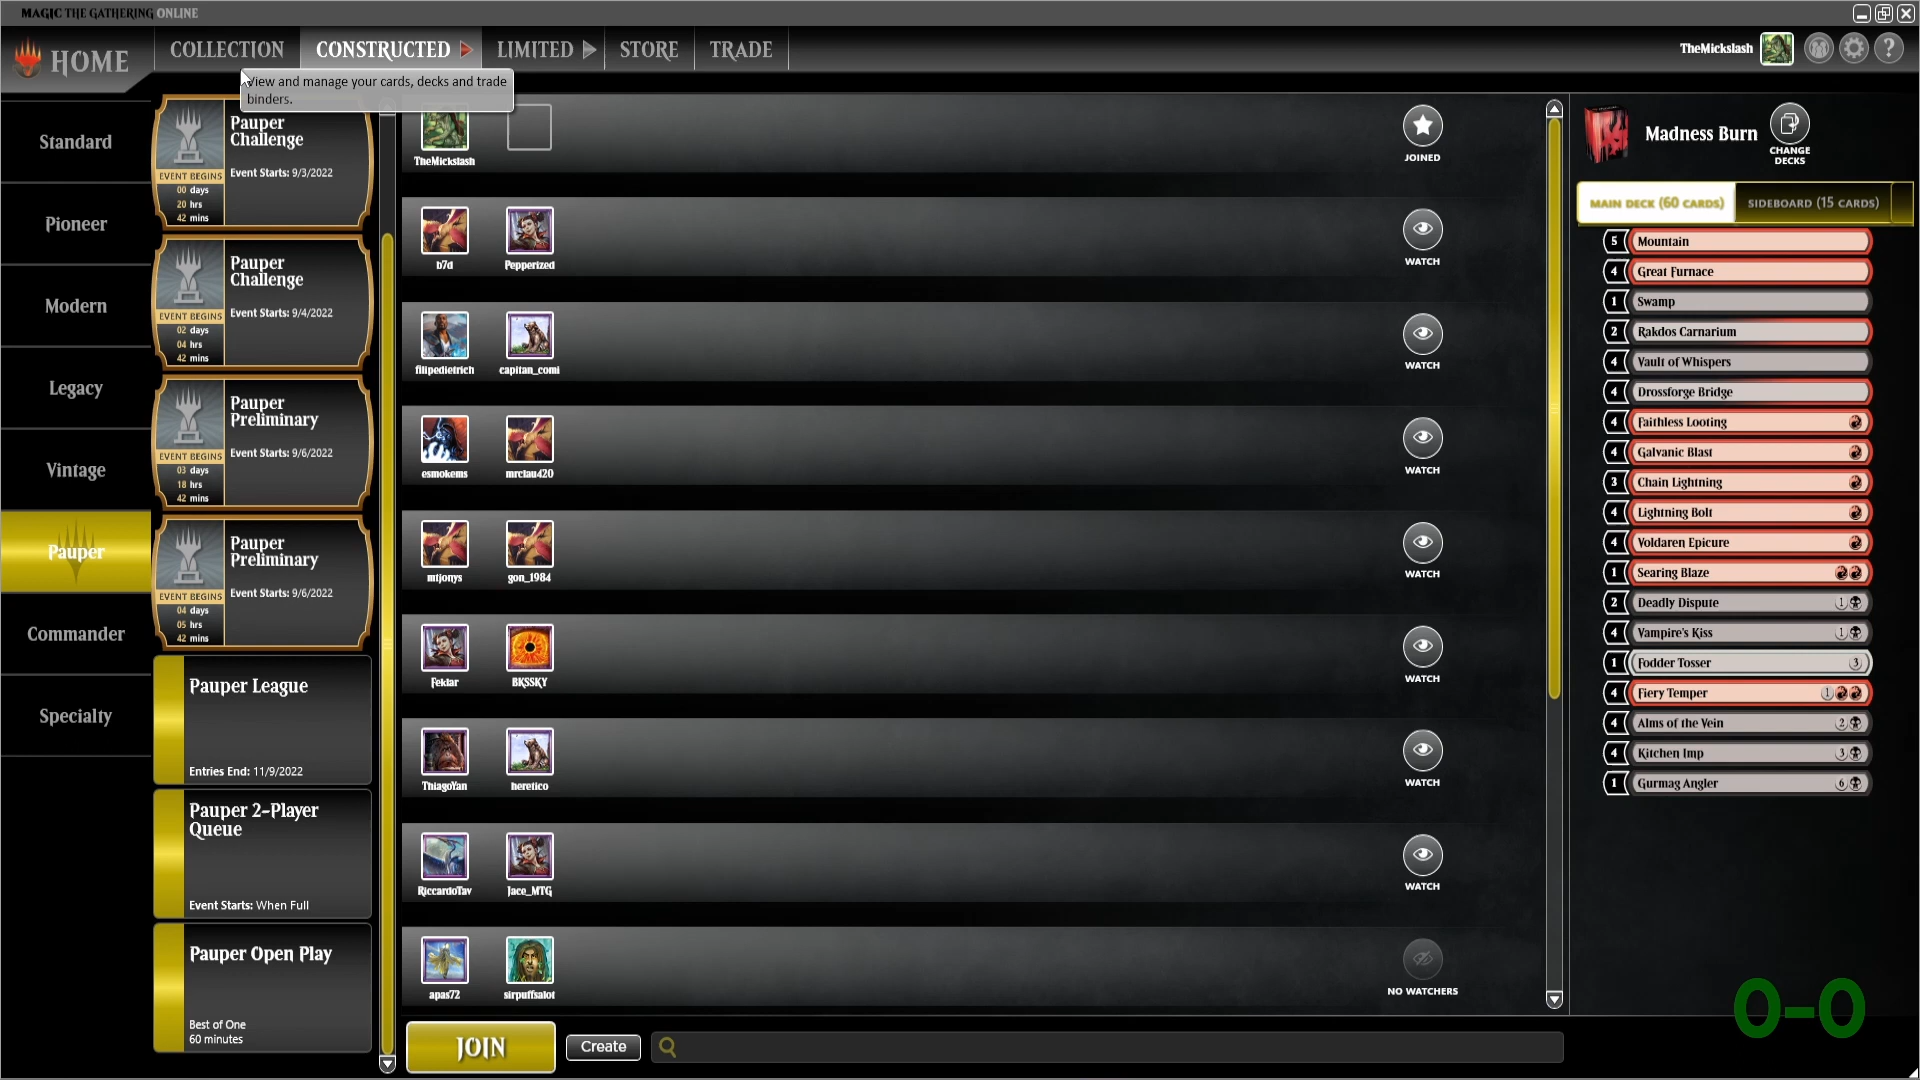 MAGIC THE GATHERING ONLINE
HOME
COLLECTION
CONSTRUCTED
LIMITED
STORE
TRADE
TheMickslash
?
View and manage your cards, decks and trade
binders.
Standard
Pioneer
Modern
Legacy
Vintage
Pauper
Commander
Specialty
Pauper
Challenge
Event Starts: 9/3/2022
EVENT BEGINS
00 days
20 hrs
42 mins
Pauper
Challenge
Event Starts: 9/4/2022
EVENT BEGINS
02 days
04 hrs
42 mins
Pauper
Preliminary
Event Starts: 9/6/2022
EVENT BEGINS
03 days
18 hrs
42 mins
Pauper
Preliminary
Event Starts: 9/6/2022
EVENT BEGINS
04 days
05 hrs
42 mins
Pauper League
Entries End: 11/9/2022
Pauper 2-Player
Queue
Event Starts: When Full
Pauper Open Play
Best of One
60 minutes
TheMickslash
JOINED
b7d
Pepperized
WATCH
filipedietrich
capitan_comi
WATCH
esmokems
mrclau420
WATCH
mtjonys
gon_1984
WATCH
Feklar
BKSSKY
WATCH
ThiagoYan
heretico
WATCH
RiccardoTav
Jace_MTG
WATCH
apas72
sirpuffsalot
NO WATCHERS
JOIN
Create
Madness Burn
CHANGE
DECKS
MAIN DECK (60 CARDS)
SIDEBOARD (15 CARDS)
5 Mountain
4 Great Furnace
1 Swamp
2 Rakdos Carnarium
4 Vault of Whispers
4 Drossforge Bridge
4 Faithless Looting
4 Galvanic Blast
3 Chain Lightning
4 Lightning Bolt
4 Voldaren Epicure
1 Searing Blaze
2 Deadly Dispute 1
4 Vampire's Kiss 1
1 Fodder Tosser 3
4 Fiery Temper 1
4 Alms of the Vein 2
4 Kitchen Imp 3
1 Gurmag Angler 6
0-0